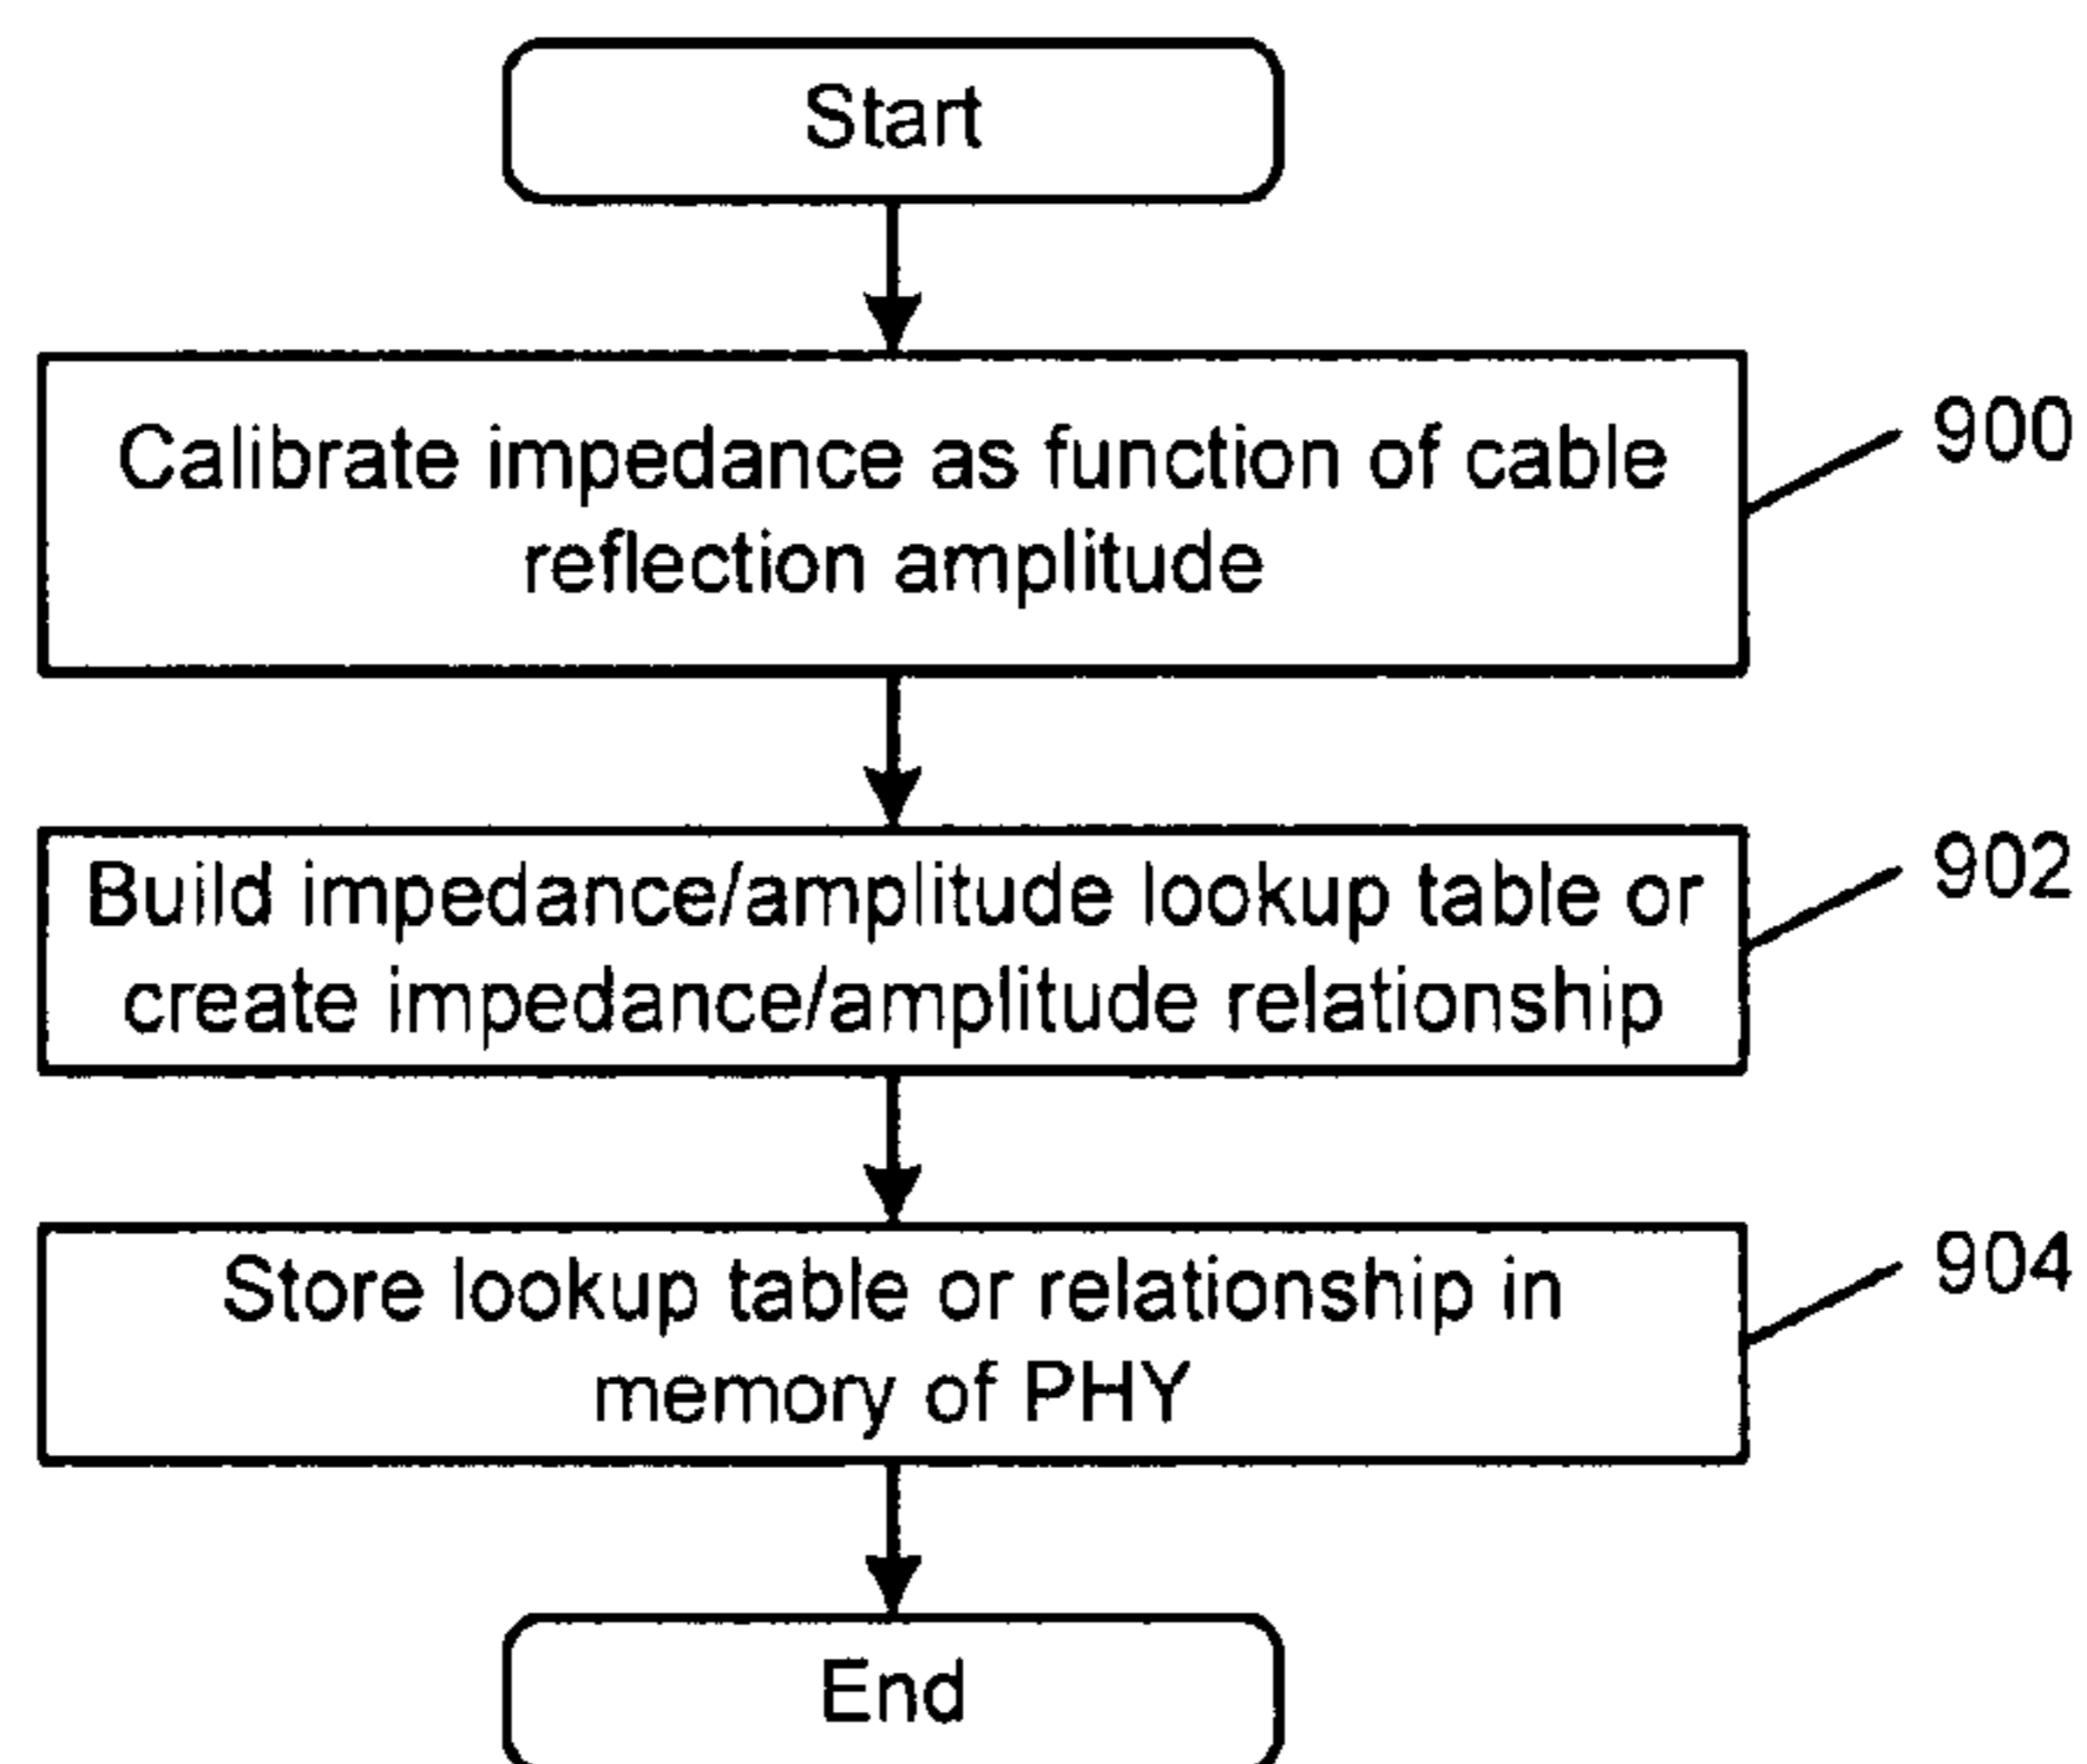 Start
Calibrate impedance as function of cable
reflection amplitude
900
Build impedance/amplitude lookup table or
create impedance/amplitude relationship
902
Store lookup table or relationship in
memory of PHY
904
End